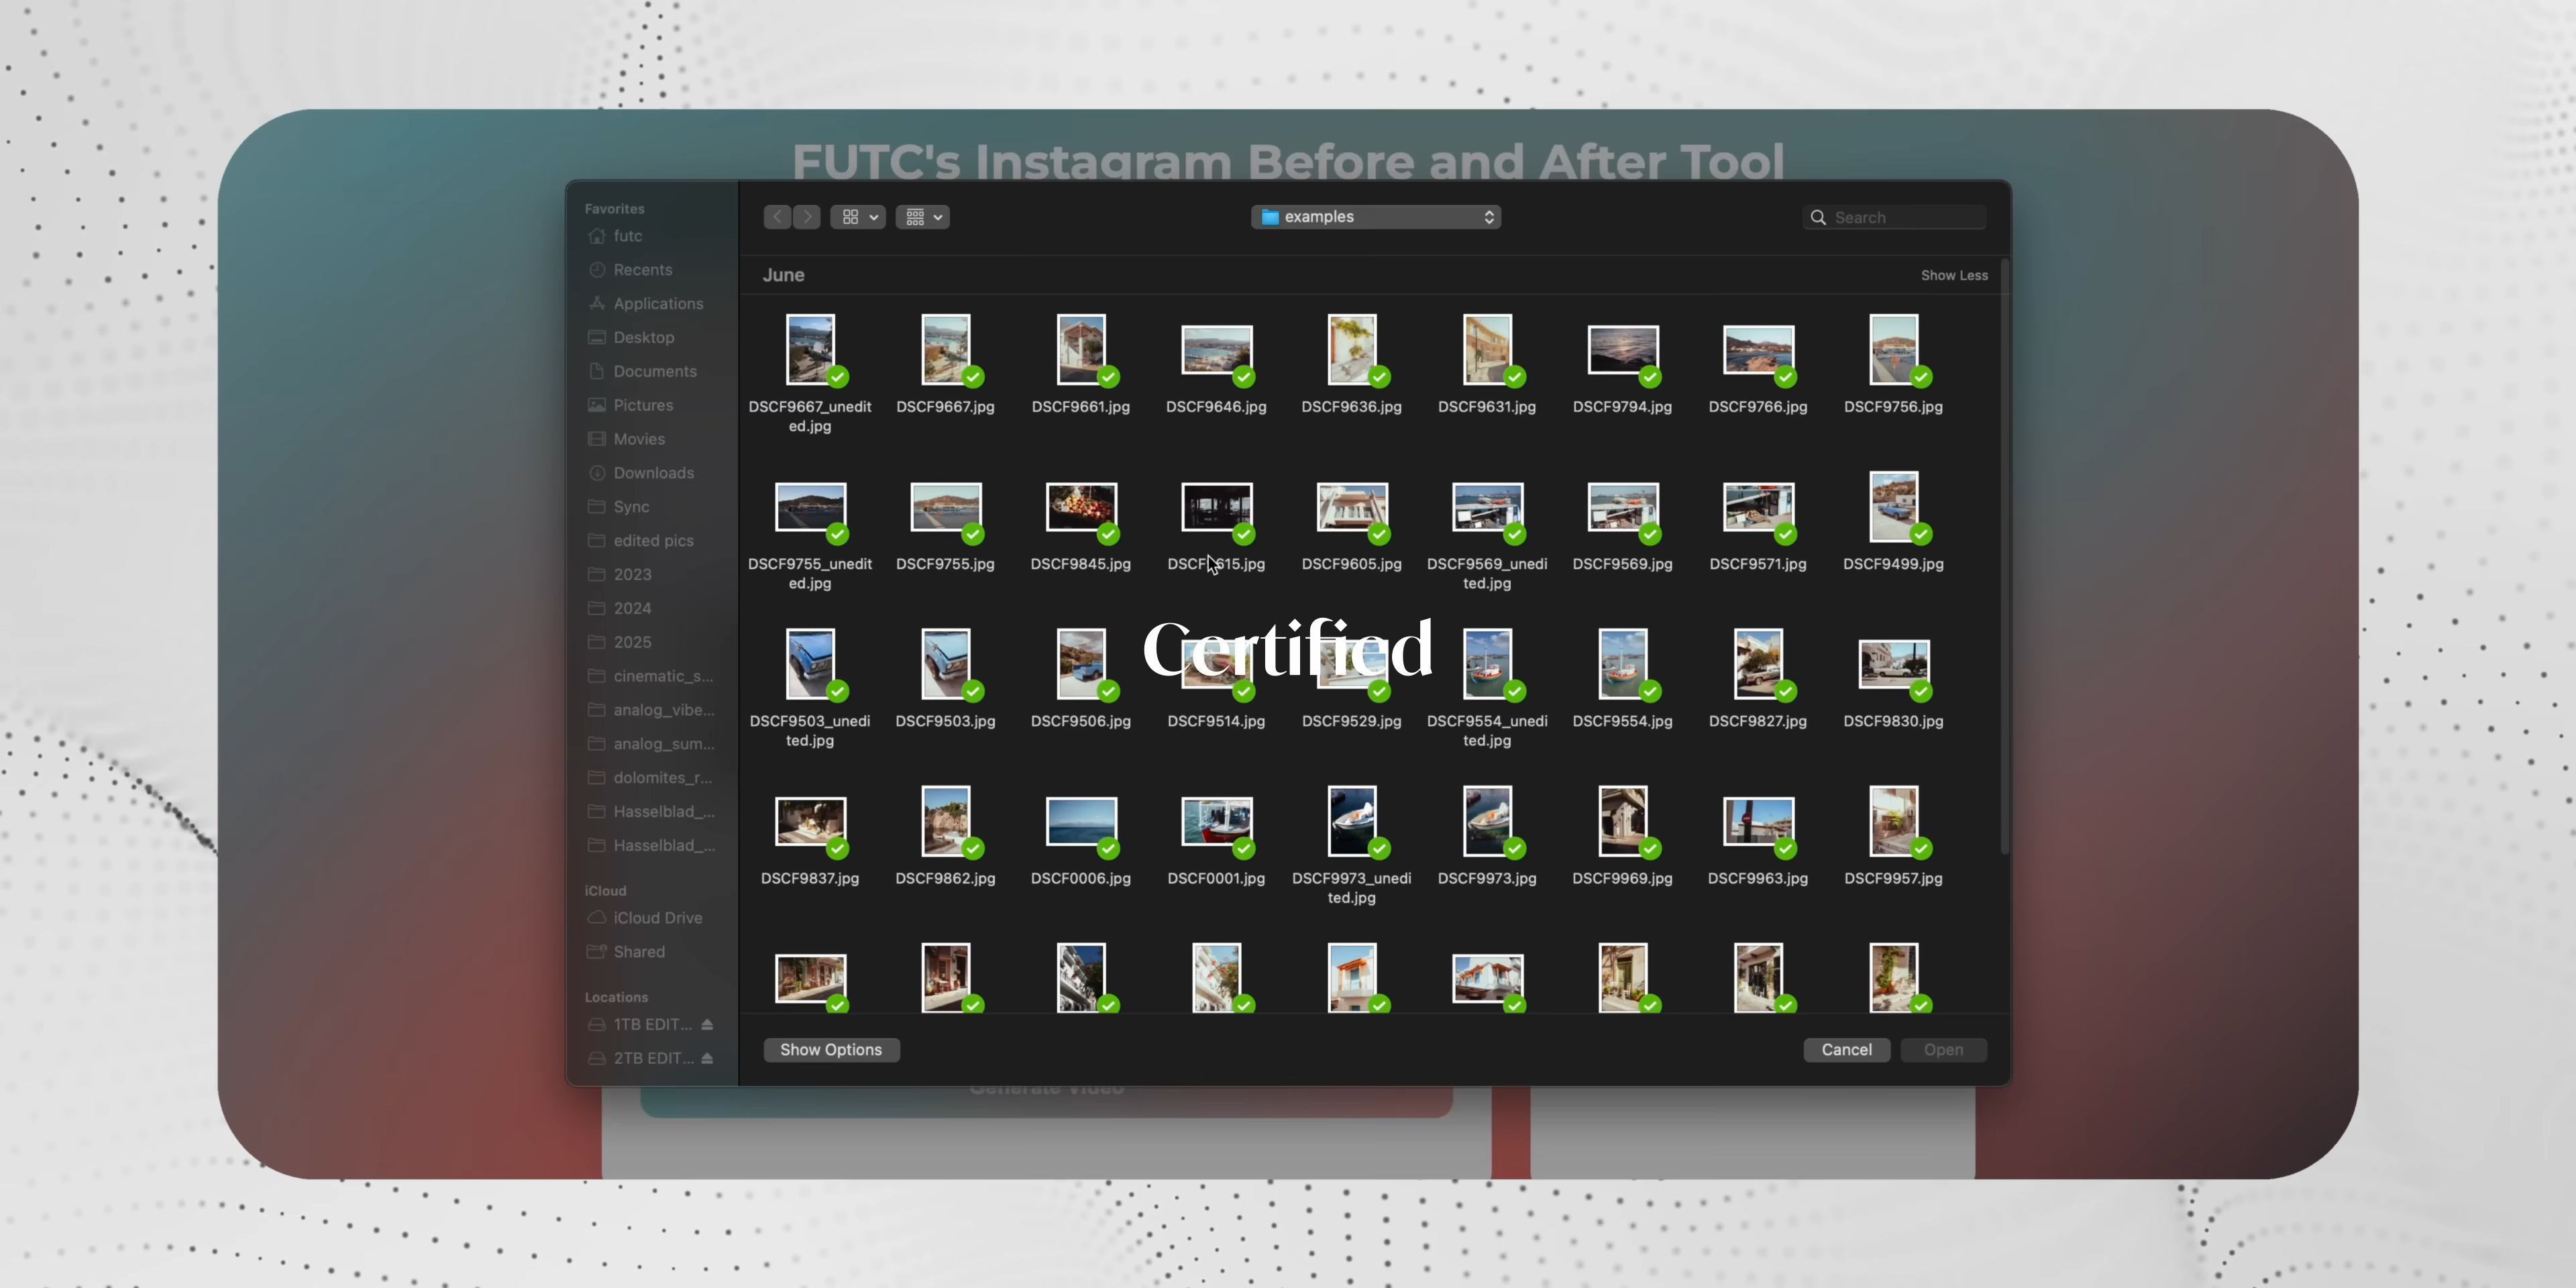 FUTC's Instagram Before and After Tool
Favorites
futc
Recents
Applications
Desktop
Documents
Pictures
Movies
Downloads
Sync
edited pics
2023
2024
2025
cinematic_s...
analog_vibe...
analog_sum...
dolomites_r...
Hasselblad_...
Hasselblad_...
iCloud
iCloud Drive
Shared
Locations
1TB EDIT...
2TB EDIT...
examples
Search
June
Show Less
DSCF9667_unedit
ed.jpg
DSCF9667.jpg
DSCF9661.jpg
DSCF9646.jpg
DSCF9636.jpg
DSCF9631.jpg
DSCF9794.jpg
DSCF9766.jpg
DSCF9756.jpg
DSCF9755_unedit
ed.jpg
DSCF9755.jpg
DSCF9845.jpg
DSCF9605.jpg
DSCF9569_unedi
ted.jpg
DSCF9569.jpg
DSCF9571.jpg
DSCF9499.jpg
Certified
DSCF9503_unedi
ted.jpg
DSCF9503.jpg
DSCF9506.jpg
DSCF9514.jpg
DSCF9529.jpg
DSCF9554_unedi
ted.jpg
DSCF9554.jpg
DSCF9827.jpg
DSCF9830.jpg
DSCF9837.jpg
DSCF9862.jpg
DSCF0006.jpg
DSCF0001.jpg
DSCF9973_unedi
ted.jpg
DSCF9973.jpg
DSCF9969.jpg
DSCF9963.jpg
DSCF9957.jpg
Show Options
Cancel
Open
Generate Video